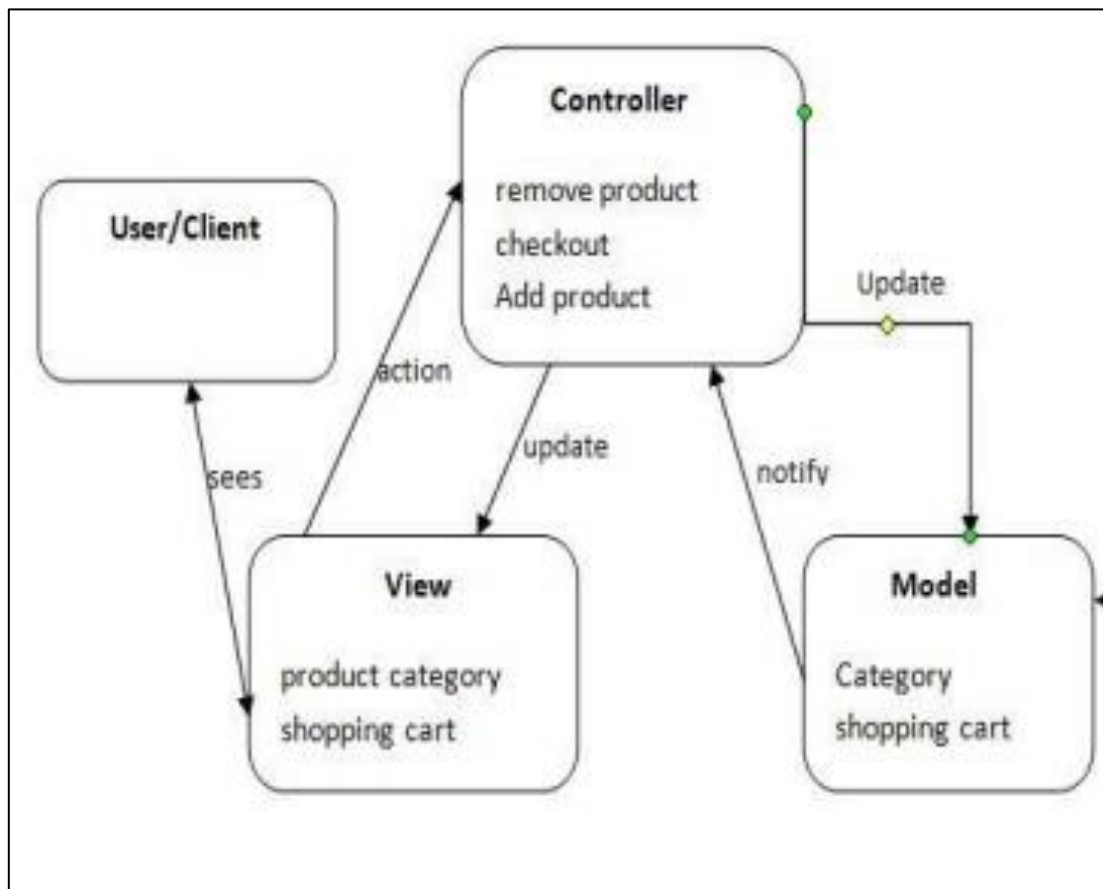 Controller
remove product
checkout
Add product
User/Client
Update
action
update
notify
sees
View
product category
shopping cart
Model
Category
shopping cart